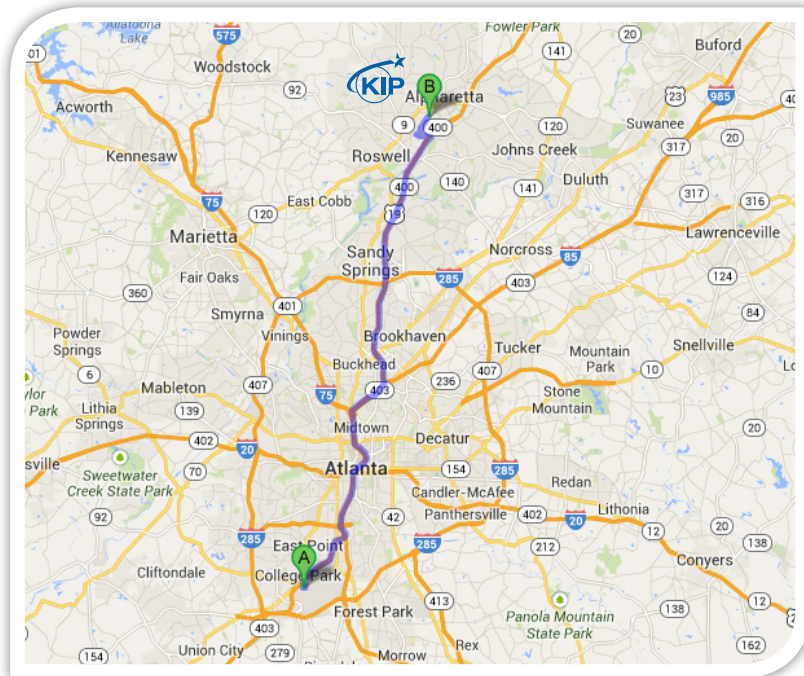 Allatoona
Lake
Fowler Park
01
575
20
Buford
Woodstock
141
KIP
B
92
Alpharetta
23
985
Acworth
9
400
Suwanee
120
20
Kennesaw
Roswell
Johns Creek
317
400
140
Duluth
75
East Cobb
141
317
316
19
120
Marietta
Lawrenceville
Sandy
Springs
Norcross
85
Fair Oaks
285
403
124
360
401
Smyrna
84
Powder
Springs
Vinings
Brookhaven
Tucker
Snellville
Buckhead
Mountain
Park
10
6
407
75
403
236
407
Mableton
Stone
Mountain
Park
Lithia
Springs
139
Midtown
20
402
20
Decatur
sville
70
Atlanta
154
285
Sweetwater
Creek State Park
Candler-McAfee
Redan
92
42
Panthersville
402
Lithonia
20
285
East Point
285
12
20
138
A
212
Cliftondale
College Park
Conyers
Forest Park
413
138
12
403
Panola Mountain
State Park
Union City
279
Rex
162
154
Morrow